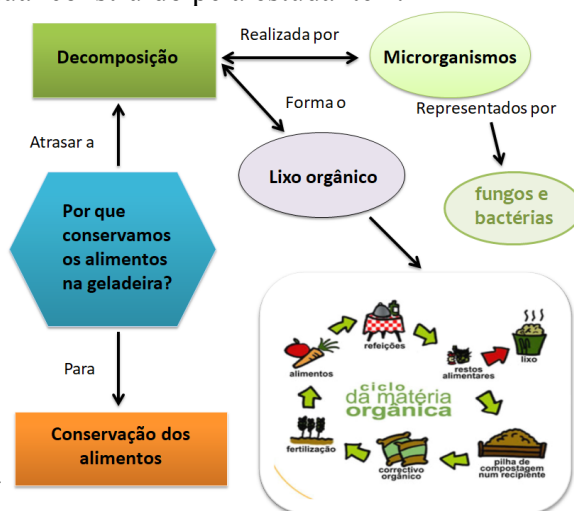 Decomposição
Realizada por
Microrganismos
Representados por
fungos e
bactérias
Forma o
Lixo orgânico
Atrasar a
Por que
conservamos
os alimentos
na geladeira?
Para
Conservação dos
alimentos
refeições
lixo
restos
alimentares
alimentos
ciclo
da matéria
orgânica
fertilização
correctivo
orgânico
pilha de
compostagem
num recipiente